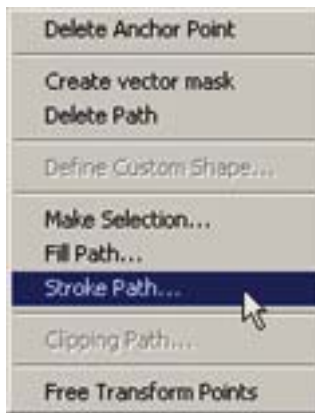 Delete Anchor Point
Create vector mask
Delete Path
Define Custom Shape...
Make Selection...
Fill Path...
Stroke Path...
Clipping Path...
Free Transform Points